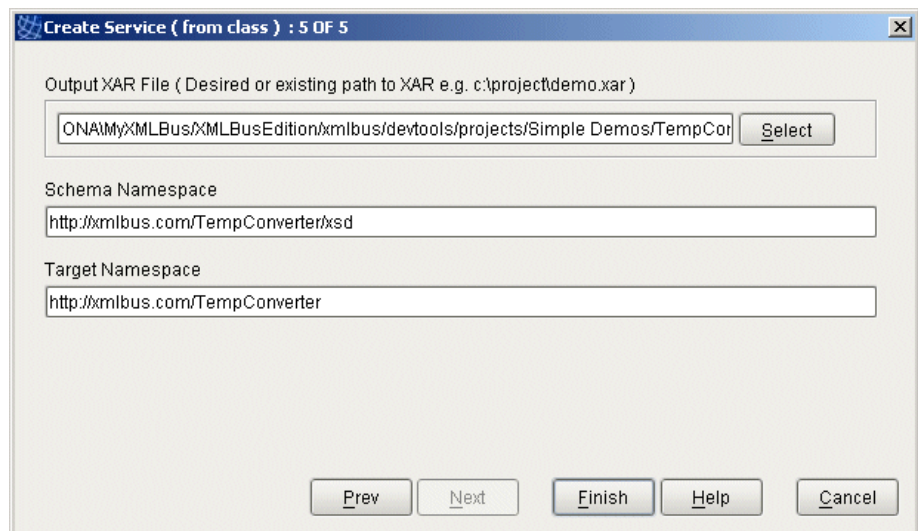 Create Service ( from class ) : 5 OF 5
Output XAR File ( Desired or existing path to XAR e.g. c:\project\demo.xar )
ONA\MyXMLBus/XMLBusEdition/xmlbus/devtools/projects/Simple Demos/TempCor
Select
Schema Namespace
http://xmlbus.com/TempConverter/xsd
Target Namespace
http://xmlbus.com/TempConverter
Prev Next Finish Help Cancel